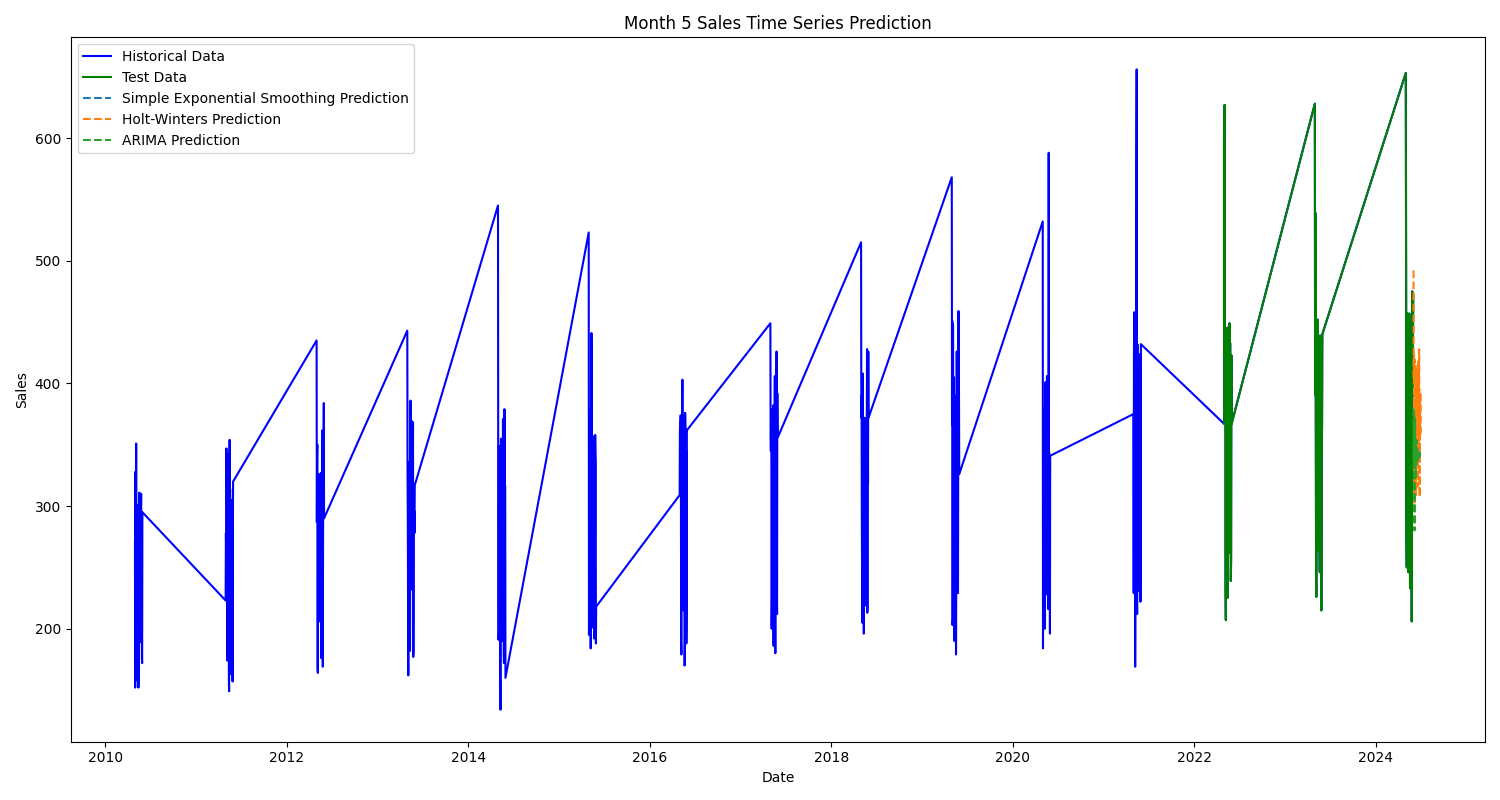 Month 5 Sales Time Series Prediction
Historical Data
Test Data
Simple Exponential Smoothing Prediction
Holt-Winters Prediction
ARIMA Prediction
600
500
400
300
200
Sales
2010 2012 2014 2016 2018 2020 2022 2024
Date